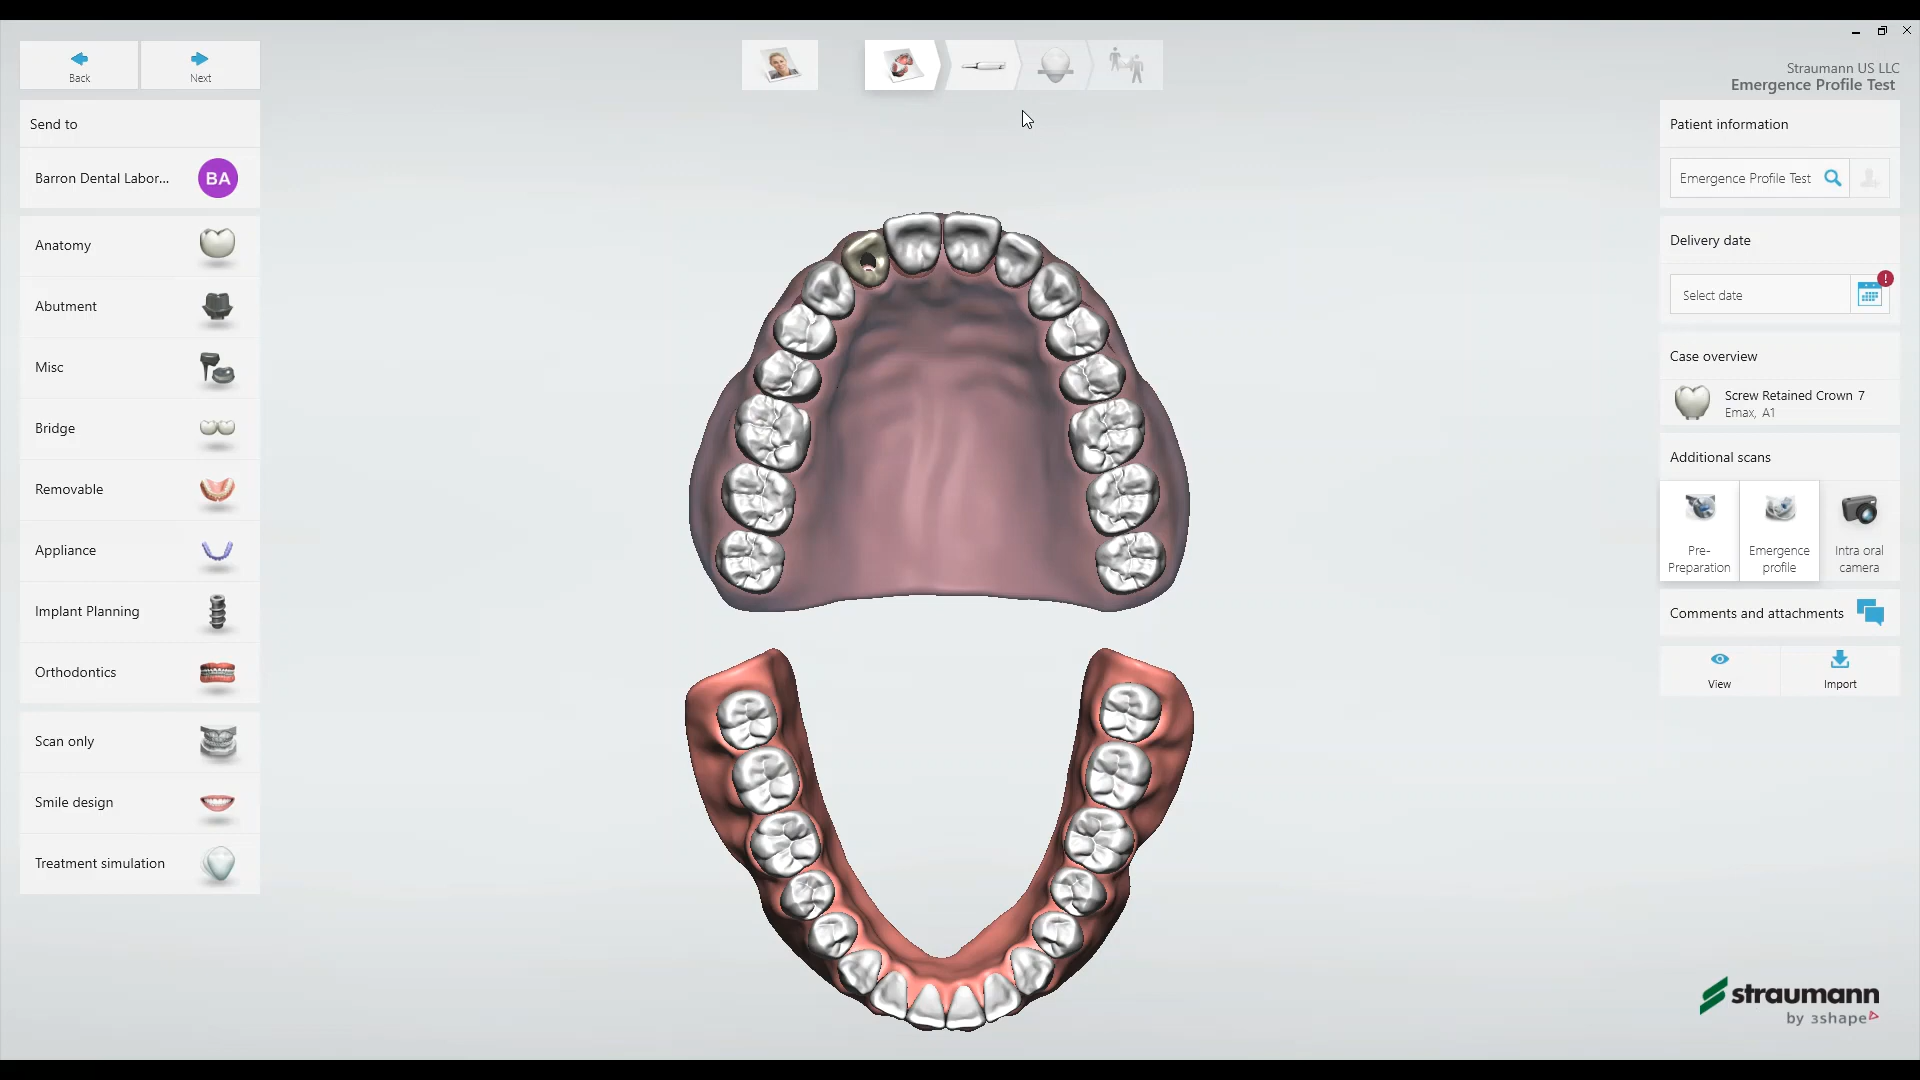 Back
Next
Straumann US LLC
Emergence Profile Test
Send to
Barron Dental Labor...
BA
Anatomy
Abutment
Misc
Bridge
Removable
Appliance
Implant Planning
Orthodontics
Scan only
Smile design
Treatment simulation
Patient information
Emergence Profile Test
Delivery date
!
Select date
Case overview
Screw Retained Crown 7
Emax, A1
Additional scans
Pre-
Preparation
Emergence
profile
Intra oral
camera
Comments and attachments
View
Import
straumann
by 3shape